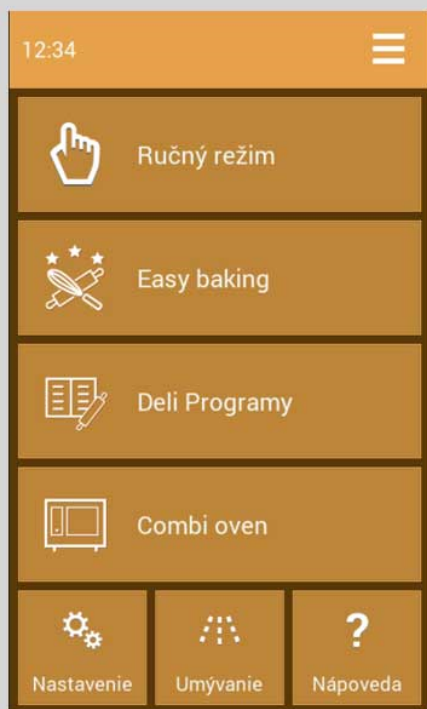 12:34
Ručný režim
Easy baking
Deli Programy
Combi oven
Nastavenie
Umývanie
?
Nápoveda